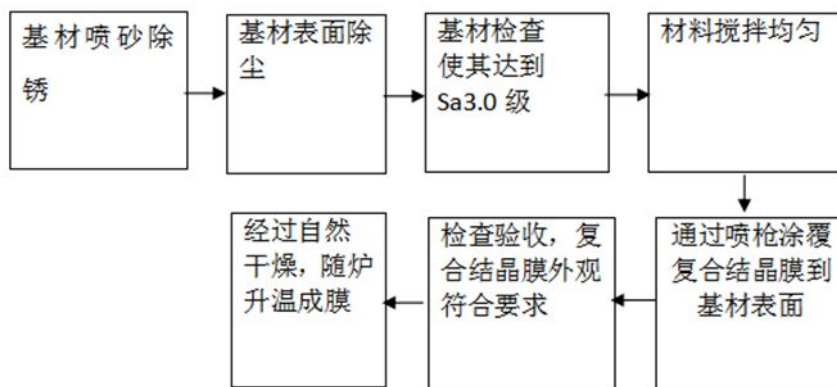 基材喷砂除
锈
基材表面除
尘
基材检查
使其达到
Sa3.0 级
材料搅拌均匀
通过喷枪涂覆
复合结晶膜到
基材表面
检查验收，复
合结晶膜外观
符合要求
经过自然
干燥，随炉
升温成膜